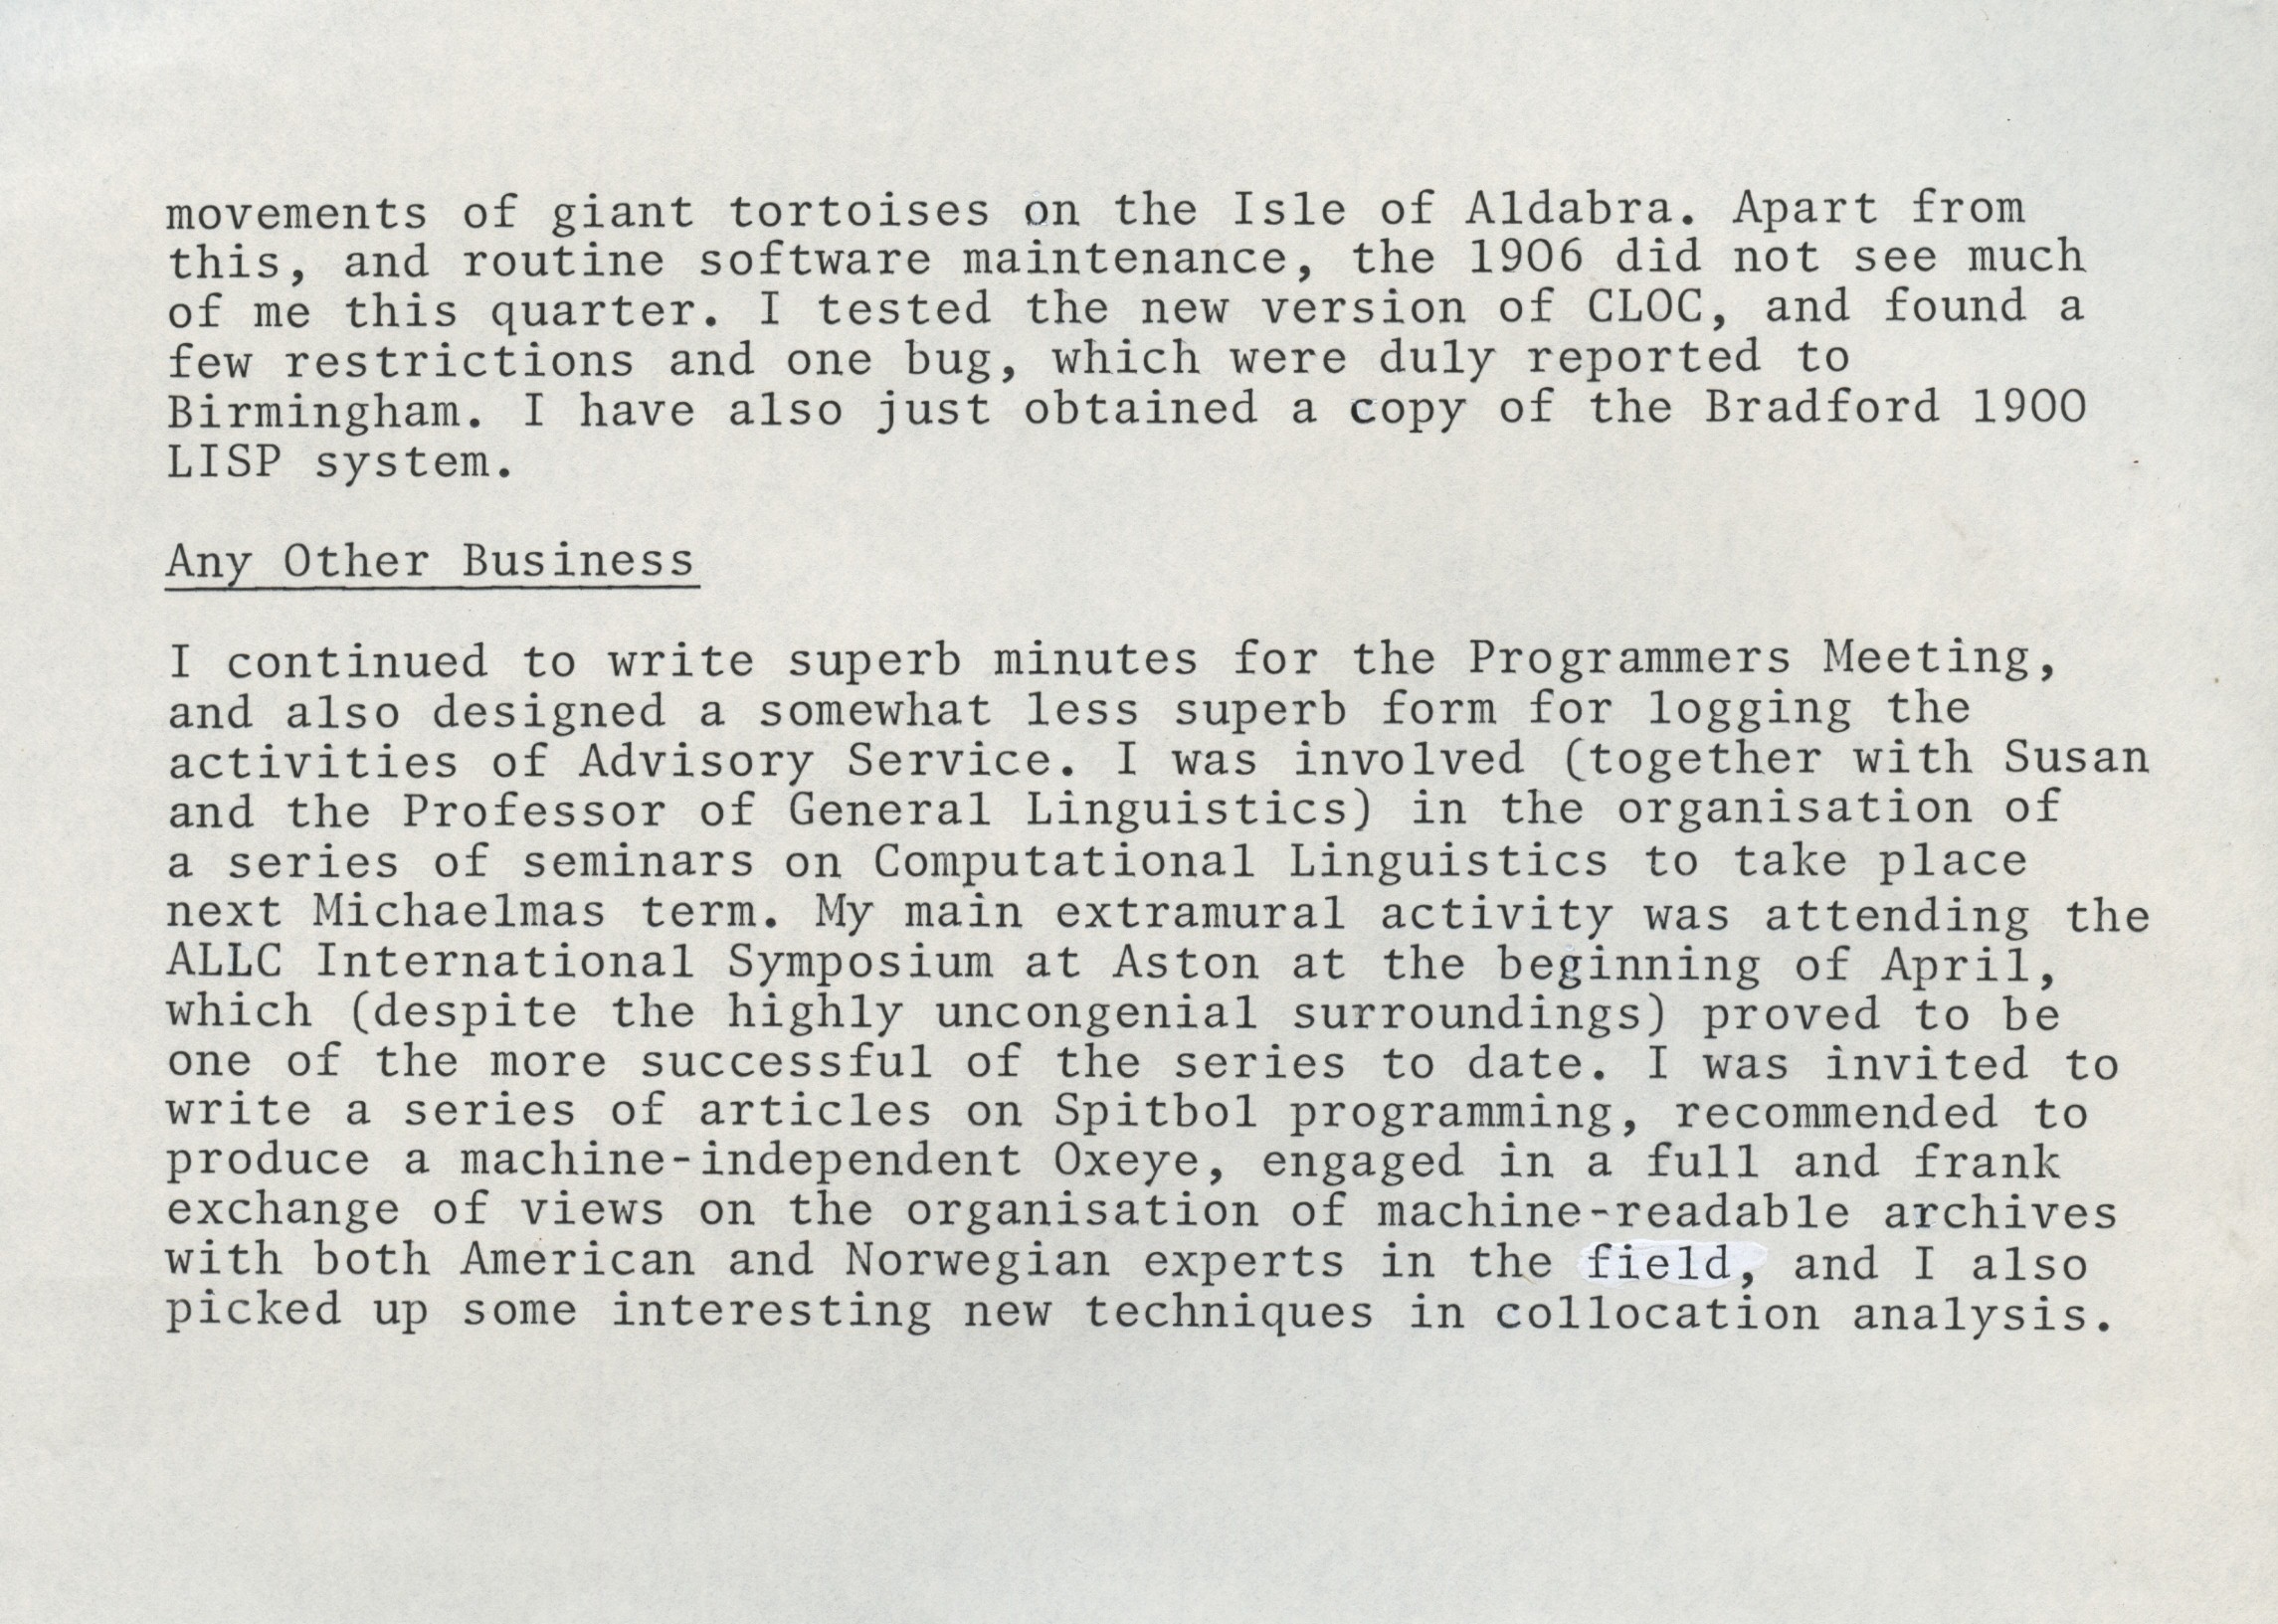 movements of giant tortoises on the Isle of Aldabra. Apart from
this, and routine software maintenance, the 1906 did not see much
of me this quarter. I tested the new version of CLOC, and found a
few restrictions and one bug, which were duly reported to
Birmingham. I have also just obtained a copy of the Bradford 1900
LISP system.
Any Other Business
I continued to write superb minutes for the Programmers Meeting,
and also designed a somewhat less superb form for logging the
activities of Advisory Service. I was involved (together with Susan
and the Professor of General Linguistics) in the organisation of
a series of seminars on Computational Linguistics to take place
next Michaelmas term. My main extramural activity was attending the
ALLC International Symposium at Aston at the beginning of April,
which (despite the highly uncongenial surroundings) proved to be
one of the more successful of the series to date. I was invited to
write a series of articles on Spitbol programming, recommended to
produce a machine-independent Oxeye, engaged in a full and frank
exchange of views on the organisation of machine-readable archives
with both American and Norwegian experts in the field, and I also
picked up some interesting new techniques in collocation analysis.